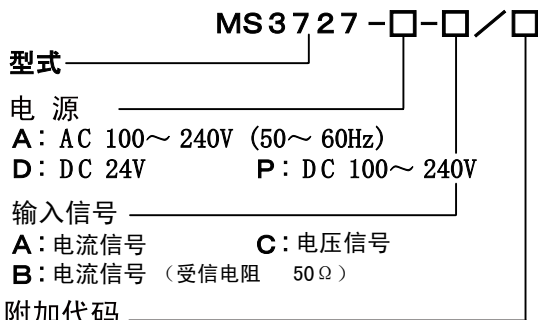 MS3727-□-□/□
型式
电 源
A: AC 100～240V (50～60Hz)
D: DC 24V P: DC 100～240V
输入信号
A:电流信号 C:电压信号
B:电流信号 (受信电阻 50Ω)
附加代码